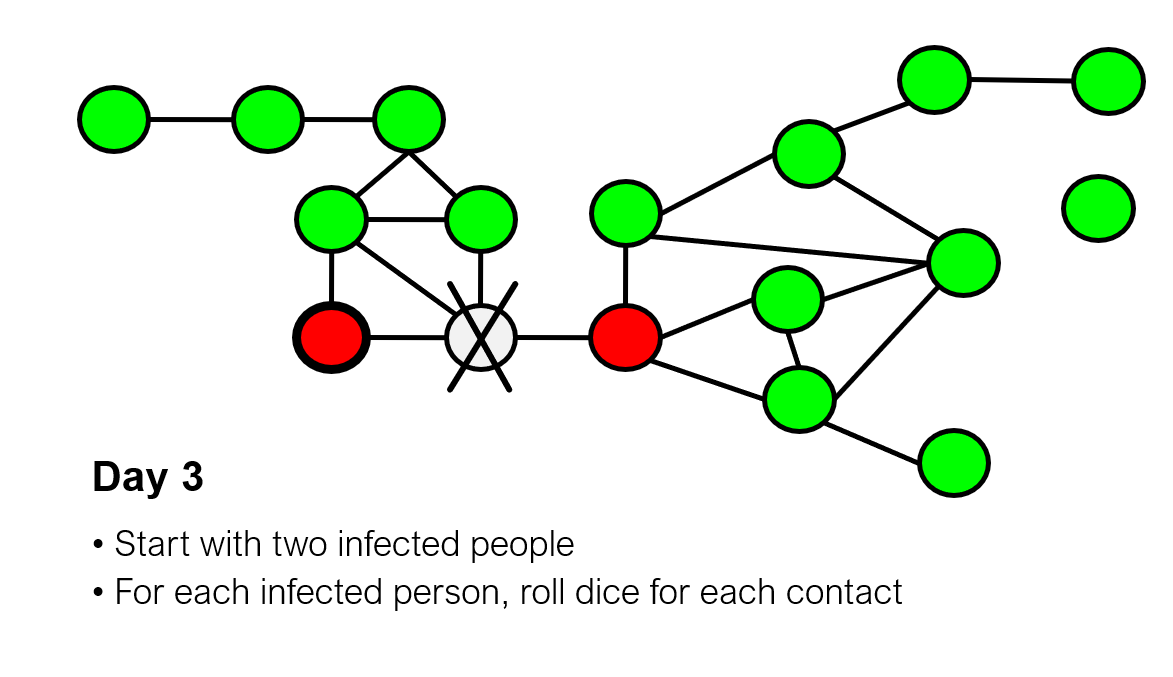 Day 3
• Start with two infected people
• For each infected person, roll dice for each contact